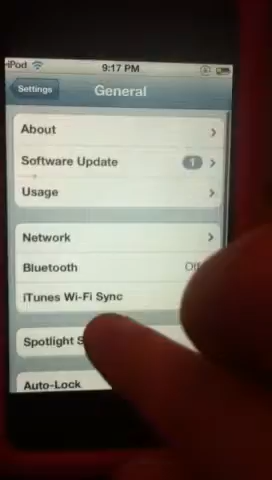 iPod 9:17 PM
Settings General
About
Software Update 1
Usage
Network
Bluetooth
iTunes Wi-Fi Sync
Spotlight
Auto-Lock